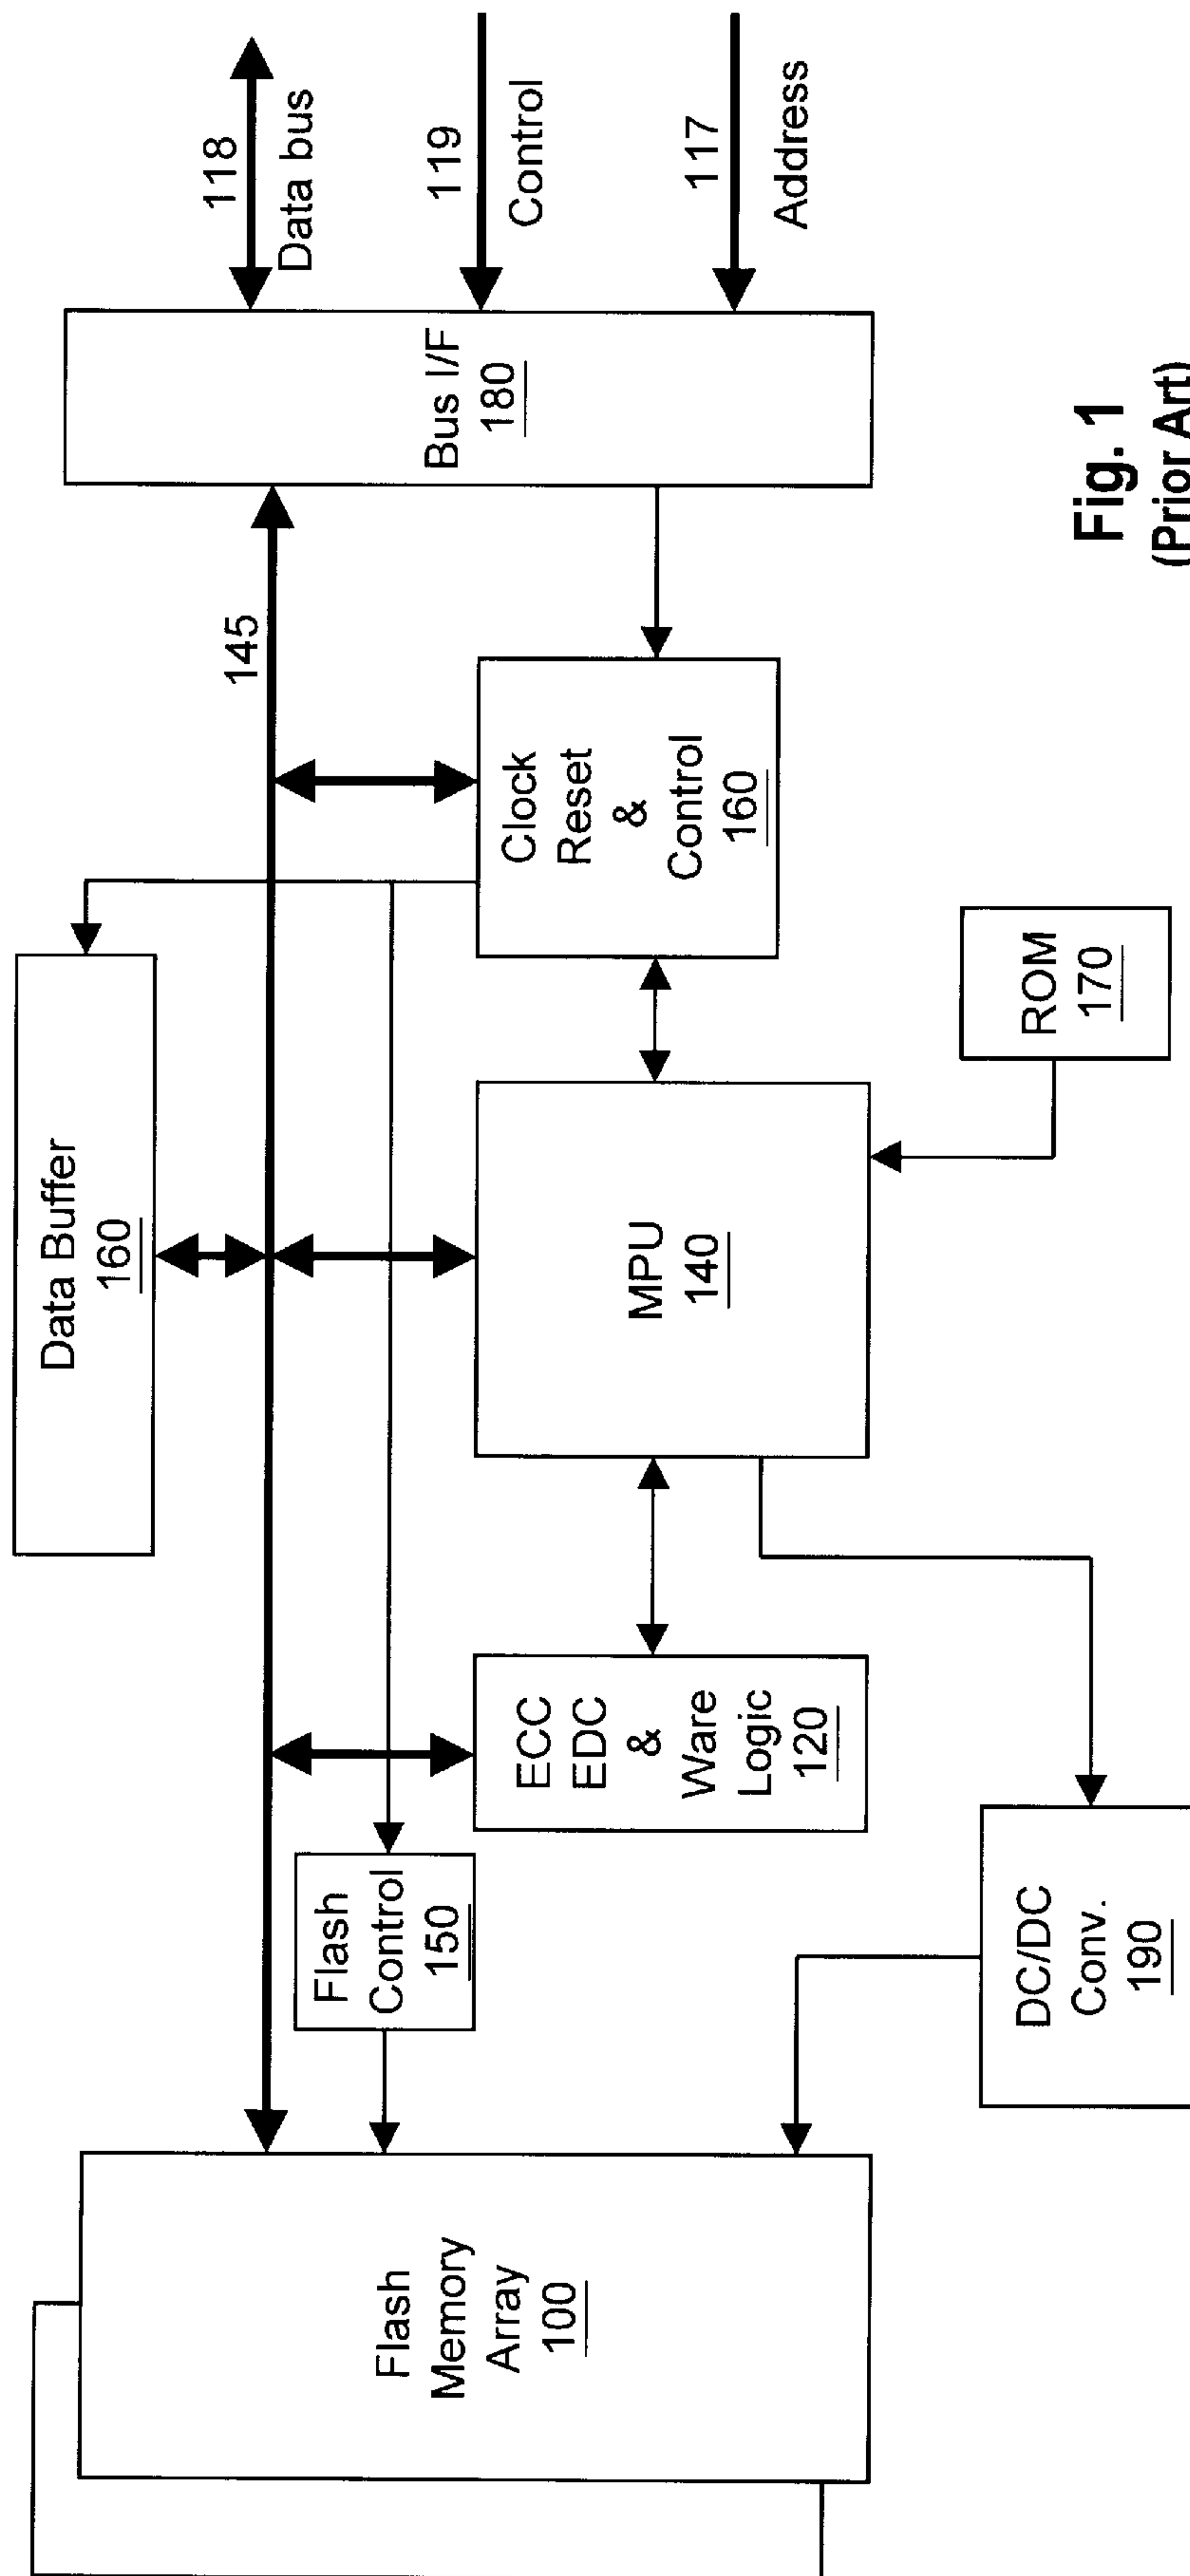 Data Buffer
160
145
118
Data bus
119
Control
117
Address
Bus I/F
180
Clock
Reset
&
Control
160
MPU
140
ROM
170
ECC
EDC
&
Ware
Logic
120
Flash
Control
150
Flash
Memory
Array
100
DC/DC
Conv.
190
Fig. 1
(Prior Art)